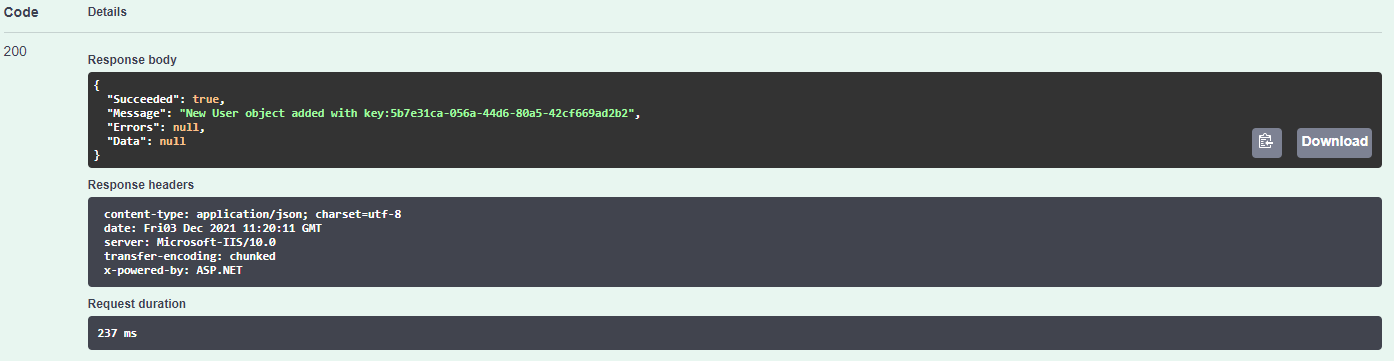 Code Details
200
Response body
{
"Succeeded": true,
"Message": "New User object added with key:5b7e31ca-056a-44d6-80a5-42cf669ad2b2",
"Errors": null,
"Data": null
}
Download
Response headers
content-type: application/json; charset=utf-8
date: Fri03 Dec 2021 11:20:11 GMT
server: Microsoft-IIS/10.0
transfer-encoding: chunked
x-powered-by: ASP.NET
Request duration
237 ms